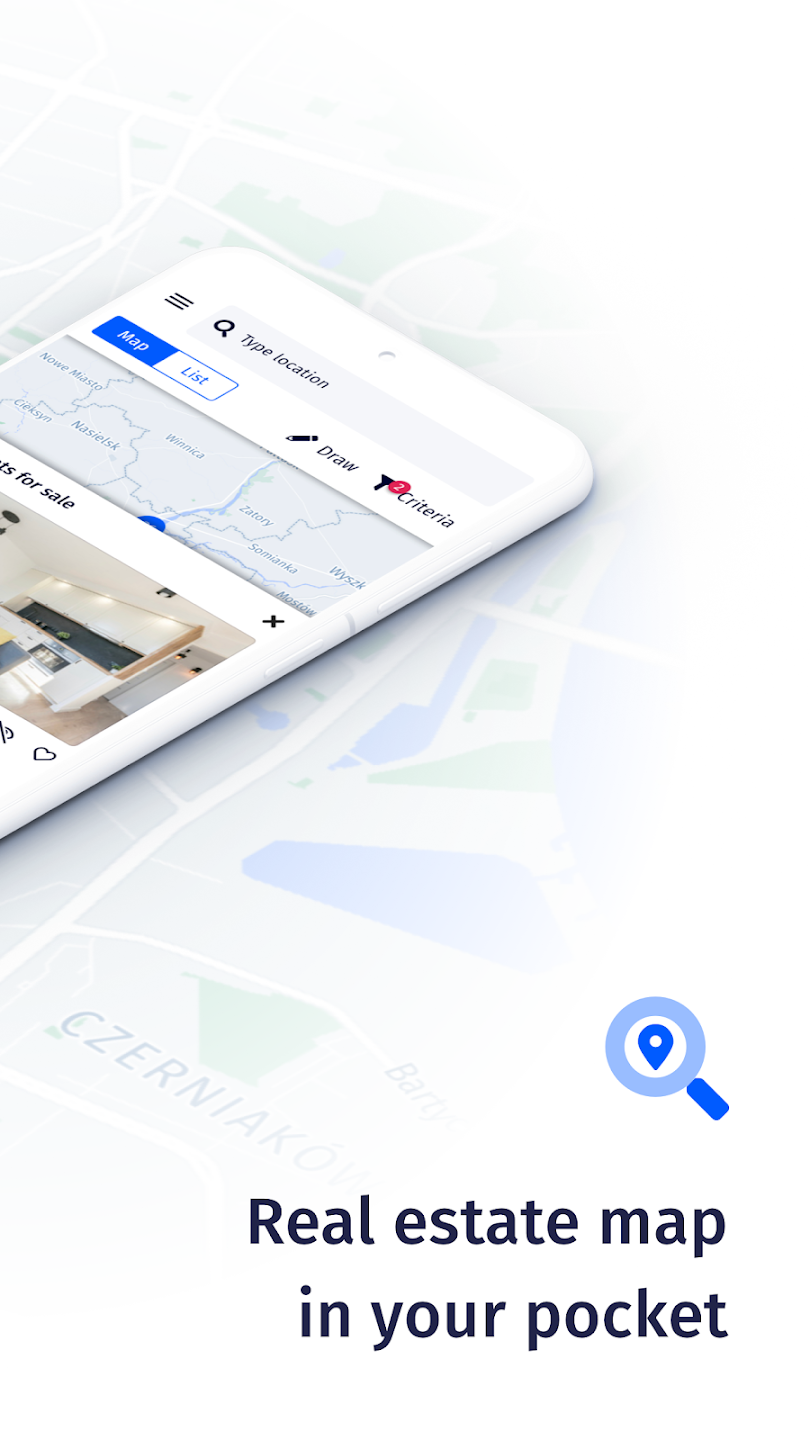 Type location
Map
List
Draw
2
Criteria
Nowe Miasto
Cieksyn
Nasielsk
Winnica
Zatory
Somianka
Wyszk
Mostów
ts for sale
CZERNIAKÓW
Barty
Real estate map
in your pocket